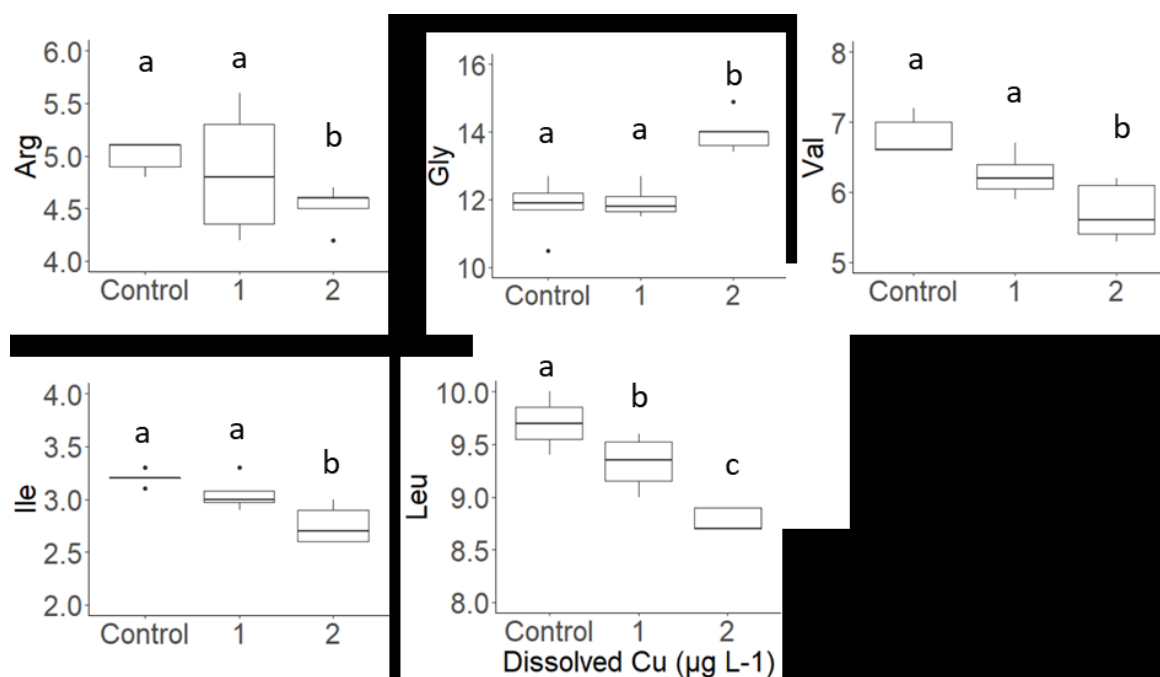 Arg
6.0
5.5
5.0
4.5
4.0
a
a
b
Control 1 2
Gly
16
14
12
10
a
a
b
Control 1 2
Val
8
7
6
5
a
a
b
Control 1 2
Ile
4.0
3.5
3.0
2.5
2.0
a
a
b
Control 1 2
Leu
10.0
9.5
9.0
8.5
8.0
a
b
c
Control 1 2
Dissolved Cu (µg L-1)